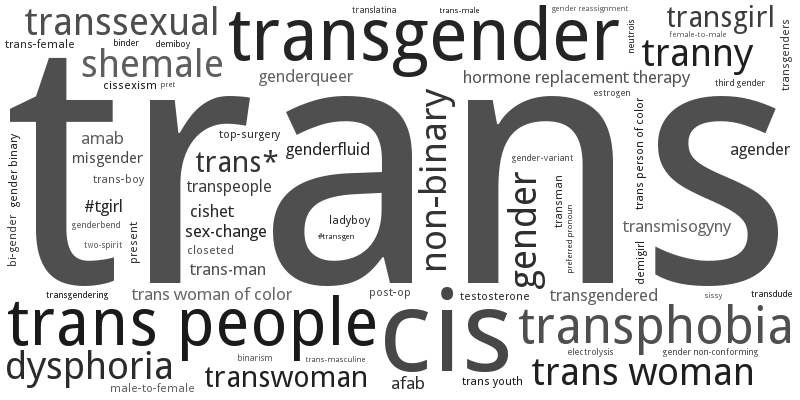 transsexual
transgender
translatina
trans-male
gender reassignment
transgirl
trans-female
binder
demiboy
neutrois
female-to-male
transgenders
shemale
tranny
genderqueer
hormone replacement therapy
third gender
cissexism
pret
estrogen
trans
gender binary
amab
top-surgery
trans*
genderfluid
non-binary
trans person of color
agender
misgender
transpeople
gender-variant
trans-boy
gender
transman
#tgirl
cishet
ladyboy
preferred pronoun
transmisogyny
genderbend
sex-change
#transgen
bi-gender
two-spirit
present
closeted
demigirl
trans-man
transgendering
trans woman of color
post-op
testosterone
transgendered
sissy
transdude
trans people
cis
transphobia
dysphoria
binarism
trans-masculine
electrolysis
gender non-conforming
male-to-female
transwoman
afab
trans youth
trans woman